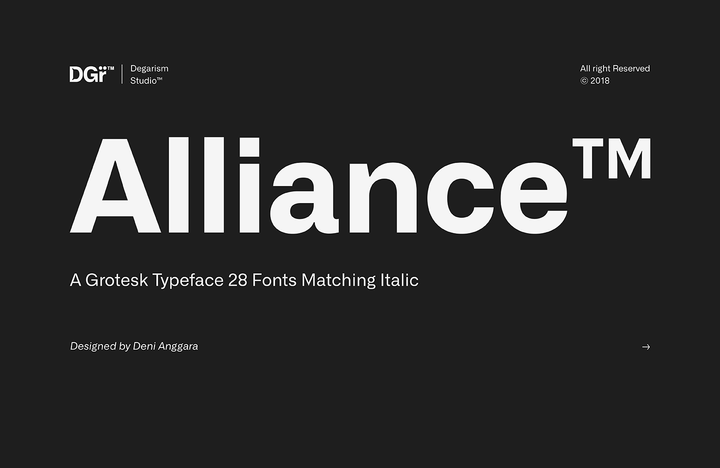 DGr™
Degarism
Studio™
All right Reserved
© 2018
Alliance™
A Grotesk Typeface 28 Fonts Matching Italic
Designed by Deni Anggara
→